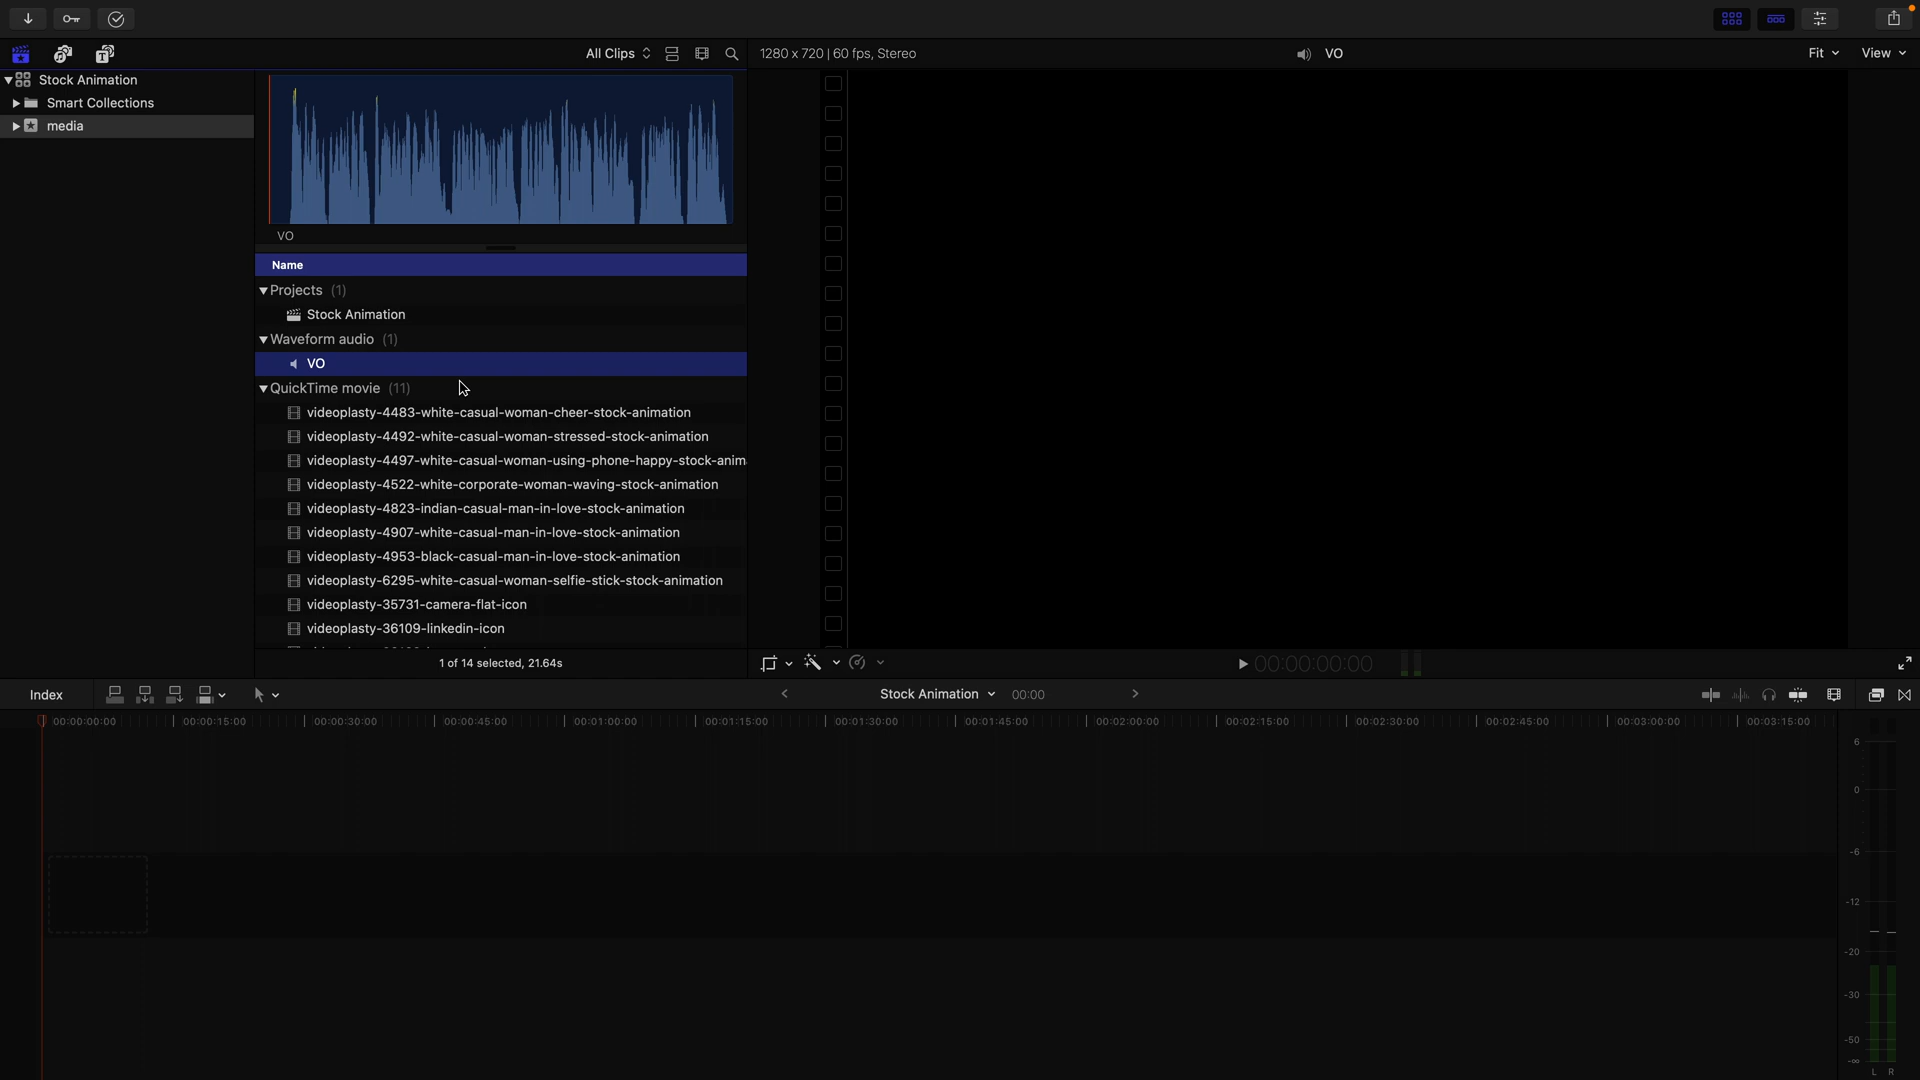 All Clips
1280 x 720 | 60 fps, Stereo
VO
Fit
View
Stock Animation
Smart Collections
media
VO
Name
Projects (1)
Stock Animation
Waveform audio (1)
VO
QuickTime movie (11)
videoplasty-4483-white-casual-woman-cheer-stock-animation
videoplasty-4492-white-casual-woman-stressed-stock-animation
videoplasty-4497-white-casual-woman-using-phone-happy-stock-anim
videoplasty-4522-white-corporate-woman-waving-stock-animation
videoplasty-4823-indian-casual-man-in-love-stock-animation
videoplasty-4907-white-casual-man-in-love-stock-animation
videoplasty-4953-black-casual-man-in-love-stock-animation
videoplasty-6295-white-casual-woman-selfie-stick-stock-animation
videoplasty-35731-camera-flat-icon
videoplasty-36109-linkedin-icon
1 of 14 selected, 21.64s
00:00:00:00
Index
Stock Animation
00:00
00:00:00:00 00:00:15:00 00:00:30:00 00:00:45:00 00:01:00:00 00:01:15:00 00:01:30:00 00:01:45:00 00:02:00:00 00:02:15:00 00:02:30:00 00:02:45:00 00:03:00:00 00:03:15:00
6
0
-6
-12
-20
-30
-50
-∞
L R